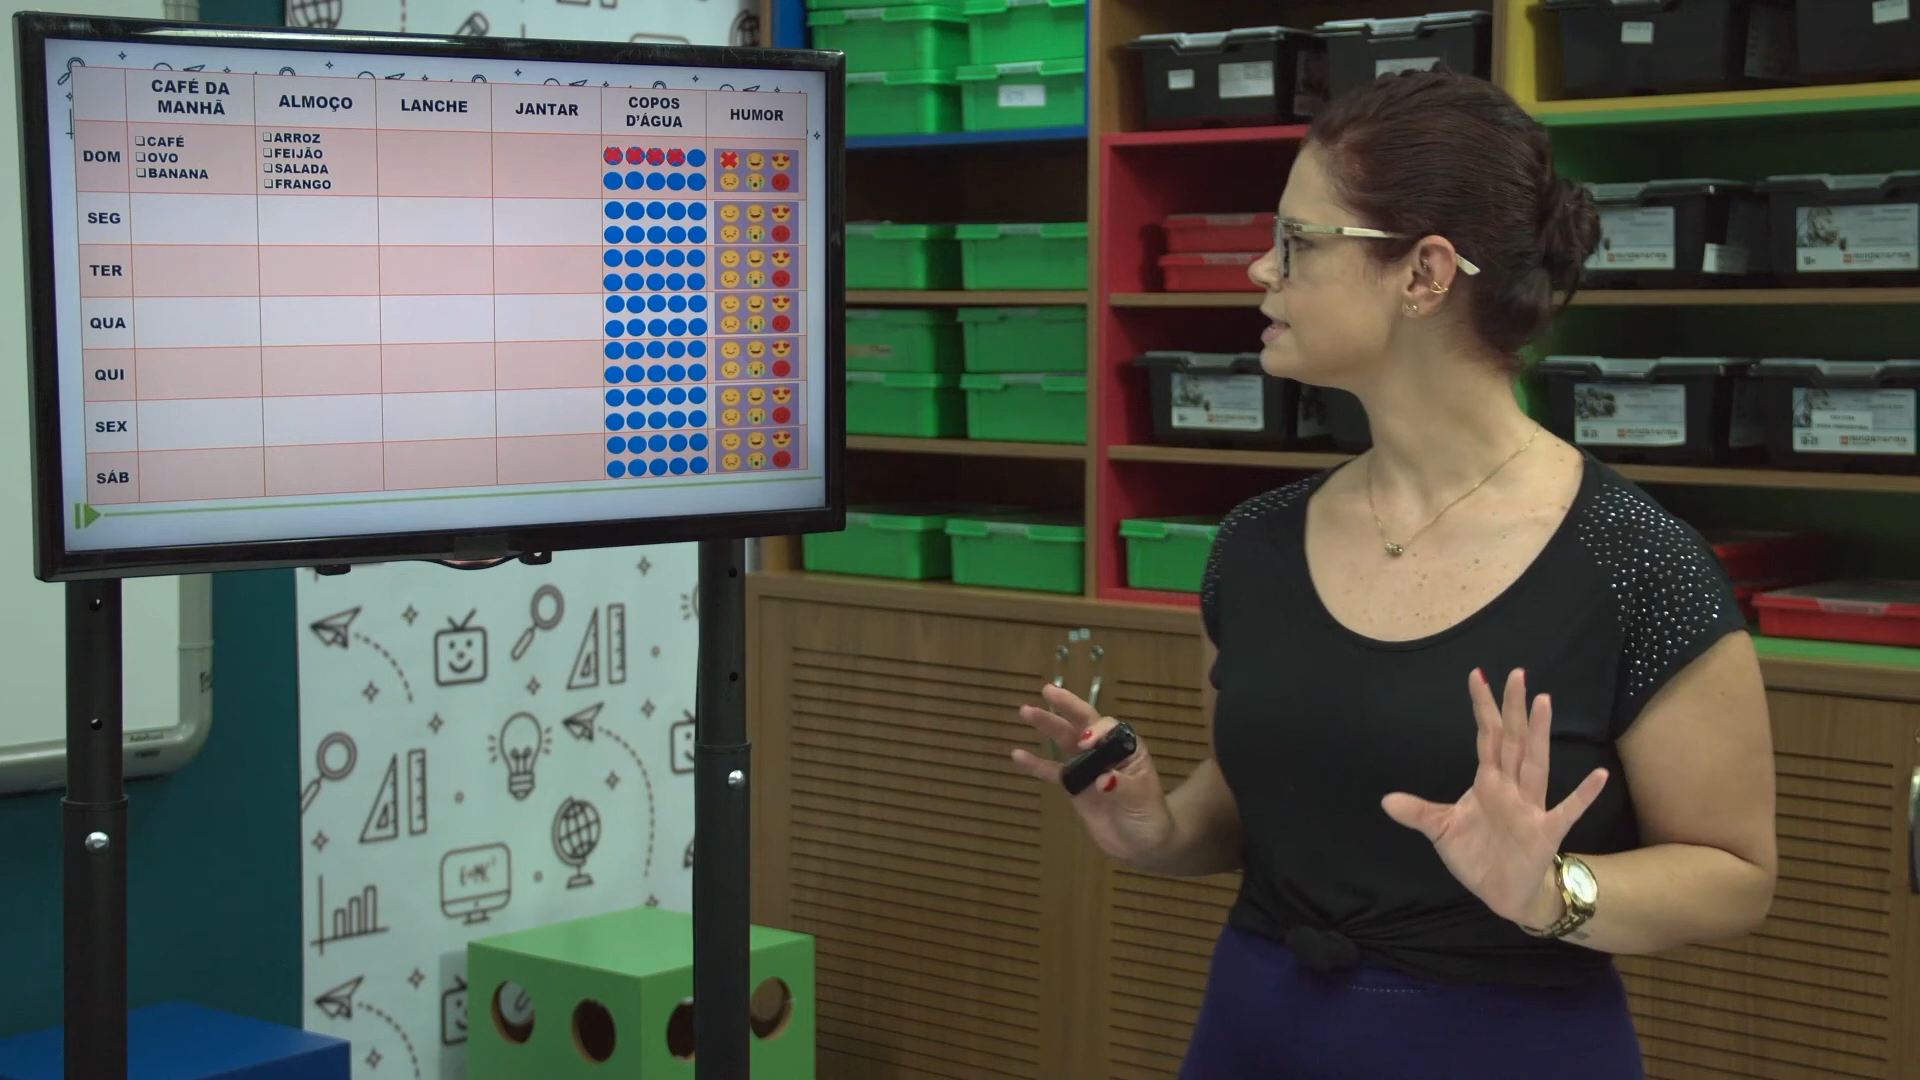 CAFÉ DA
MANHÃ
ALMOÇO
LANCHE
JANTAR
COPOS
D'ÁGUA
HUMOR
DOM
❑CAFÉ
❑OVO
❑BANANA
❑ARROZ
❑FEIJÃO
❑SALADA
❑FRANGO
SEG
TER
QUA
QUI
SEX
SÁB